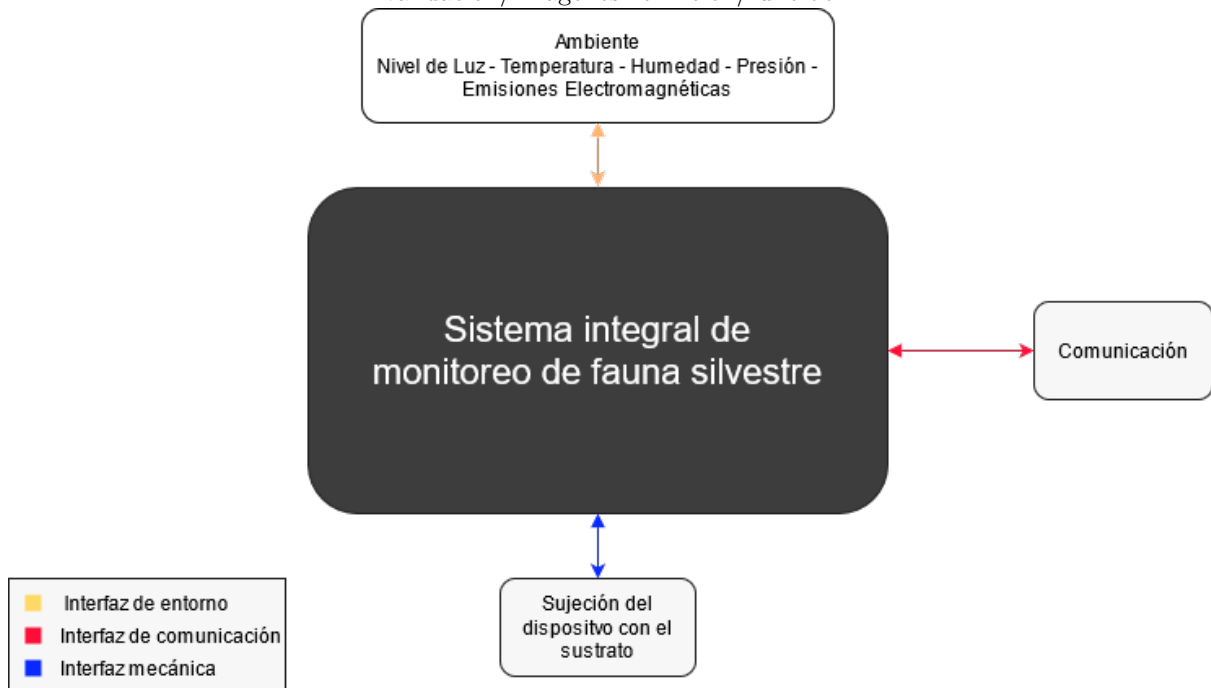 Ambiente
Nivel de Luz - Temperatura - Humedad - Presión -
Emisiones Electromagnéticas
Sistema integral de
monitoreo de fauna silvestre
Comunicación
Sujeción del
dispositvo con el
sustrato
Interfaz de entorno
Interfaz de comunicación
Interfaz mecánica